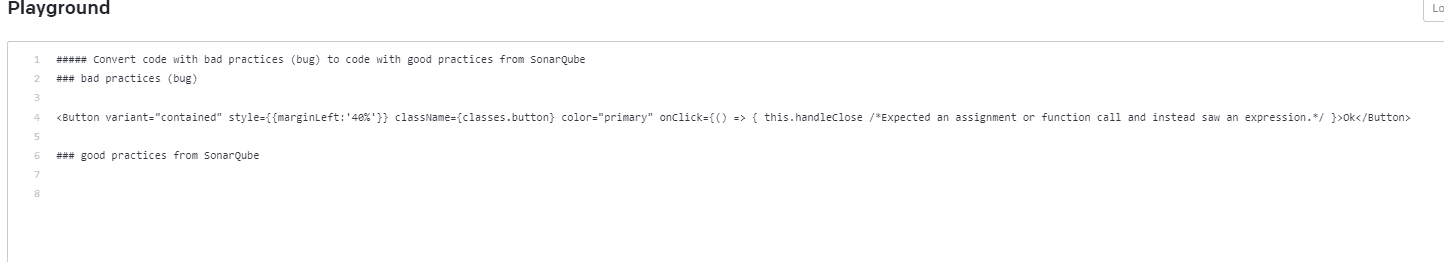 Playground
Lo
1 ##### Convert code with bad practices (bug) to code with good practices from SonarQube
2 ### bad practices (bug)
3
4 <Button variant="contained" style={{marginLeft:'40%'}} className={classes.button} color="primary" onClick={() => { this.handleClose /*Expected an assignment or function call and instead saw an expression.*/ }>Ok</Button>
5
6 ### good practices from SonarQube
7
8